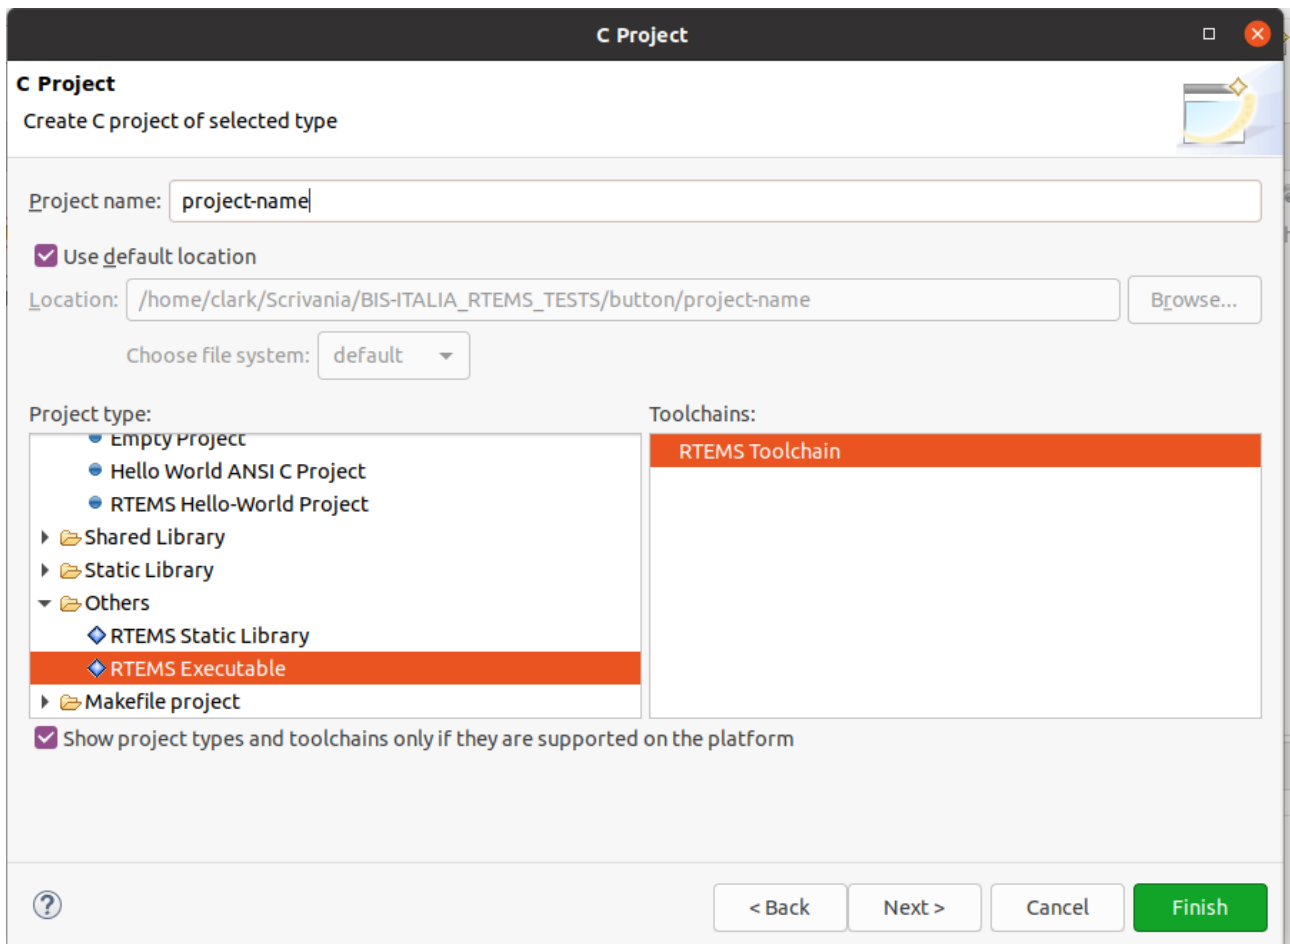 C Project
C Project
Create C project of selected type
Project name: project-name
Use default location
Location: /home/clark/Scrivania/BIS-ITALIA_RTEMS_TESTS/button/project-name Browse...
Choose file system: default
Project type: Toolchains:
Empty Project
RTEMS Toolchain
Hello World ANSI C Project
RTEMS Hello-World Project
Shared Library
Static Library
Others
RTEMS Static Library
RTEMS Executable
Makefile project
Show project types and toolchains only if they are supported on the platform
? < Back Next > Cancel Finish